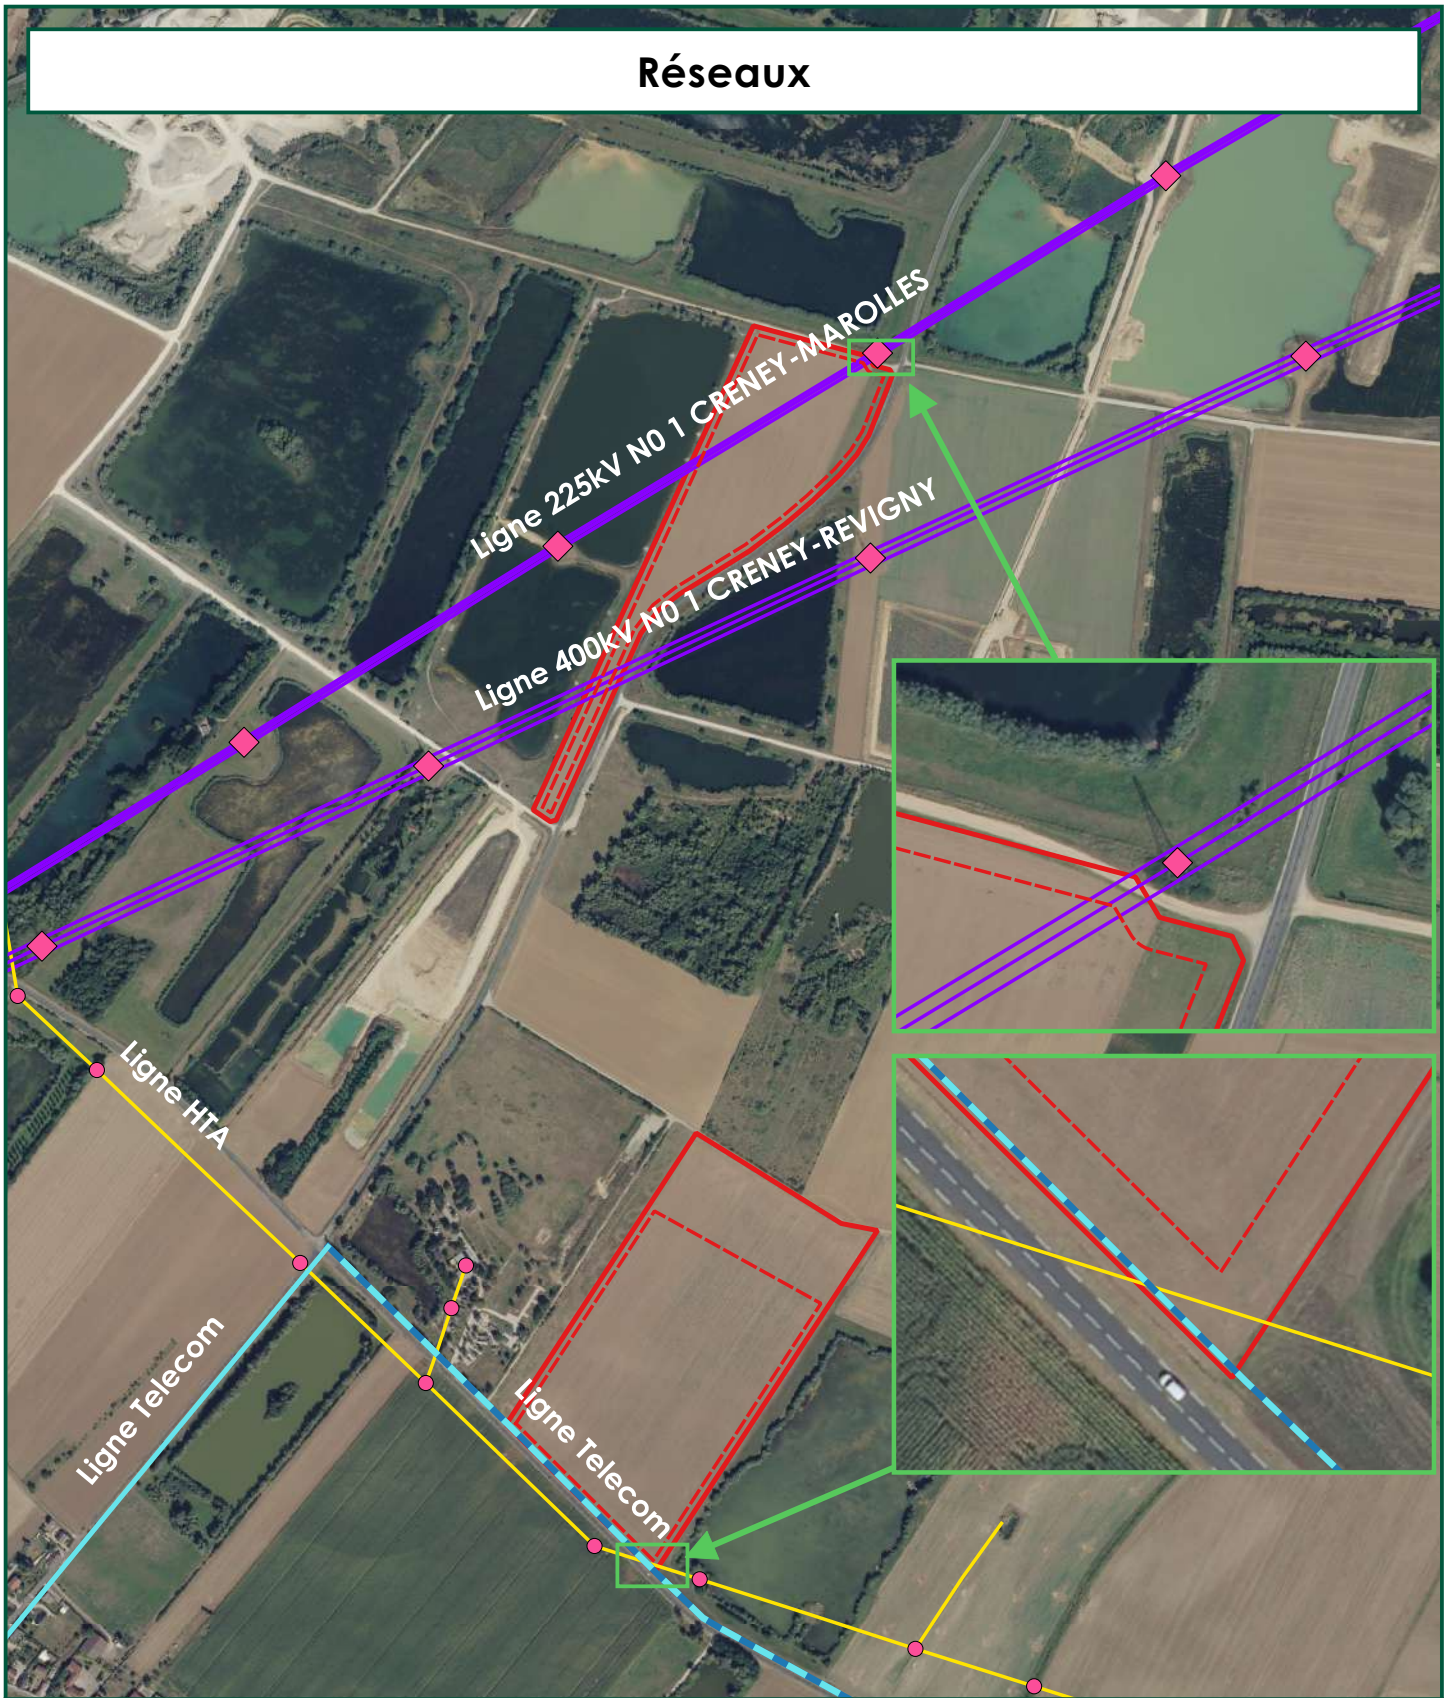 Réseaux
Ligne 225kV N0 1 CRENEY-MAROLLES
Ligne 400kV N0 1 CRENEY-REVIGNY
Ligne HTA
Ligne Telecom
Ligne Telecom